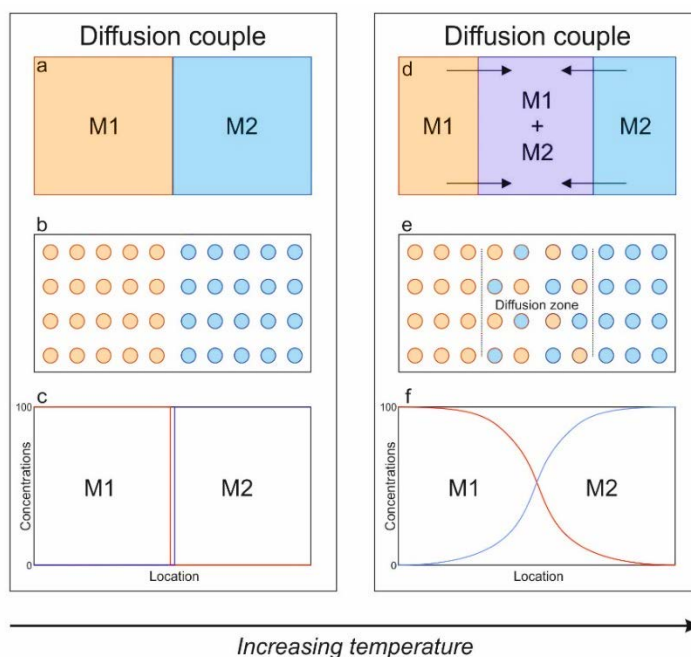 Diffusion couple
a
M1
M2
b
c
100
Concentrations
0
M1
M2
Location
Diffusion couple
d
M1
M1
+
M2
M2
e
Diffusion zone
f
100
Concentrations
0
M1
M2
Location
Increasing temperature